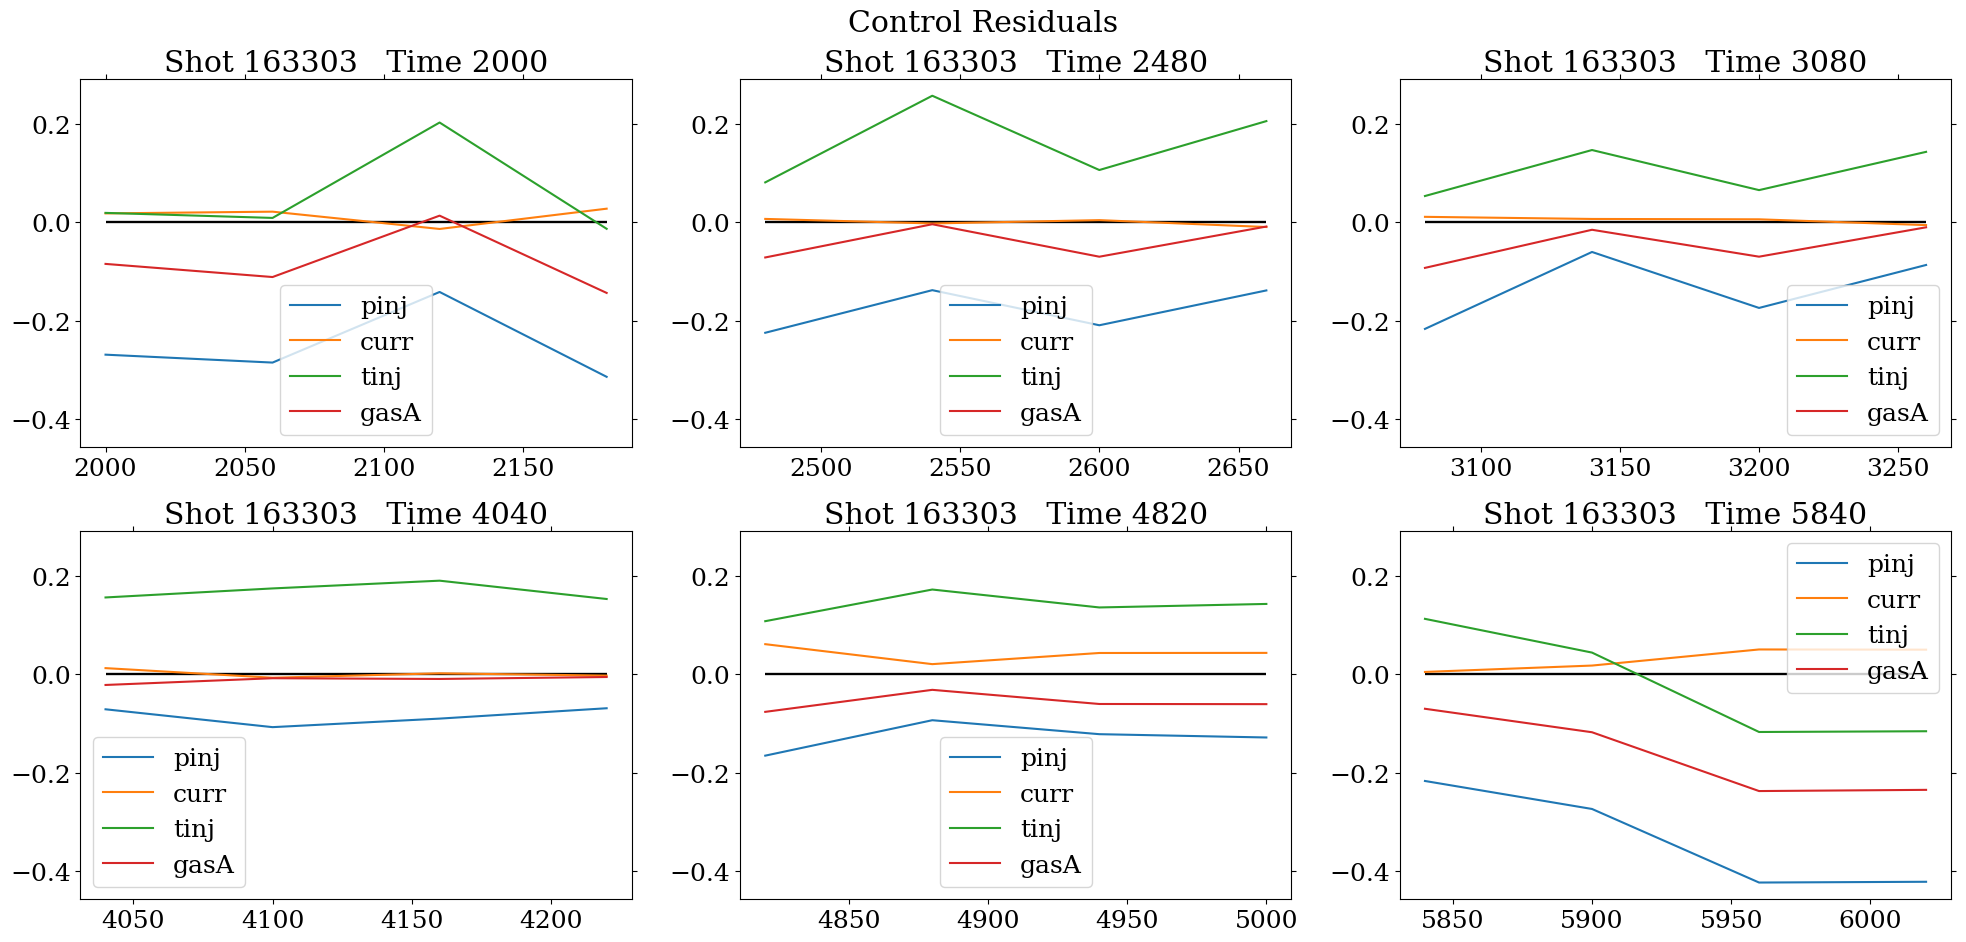 Control Residuals
Shot 163303   Time 2000
0.2
0.0
−0.2
−0.4
pinj
curr
tinj
gasA
2000 2050 2100 2150
Shot 163303   Time 2480
0.2
0.0
−0.2
−0.4
pinj
curr
tinj
gasA
2500 2550 2600 2650
Shot 163303   Time 3080
0.2
0.0
−0.2
−0.4
pinj
curr
tinj
gasA
3100 3150 3200 3250
Shot 163303   Time 4040
0.2
0.0
−0.2
−0.4
pinj
curr
tinj
gasA
4050 4100 4150 4200
Shot 163303   Time 4820
0.2
0.0
−0.2
−0.4
pinj
curr
tinj
gasA
4850 4900 4950 5000
Shot 163303   Time 5840
0.2
0.0
−0.2
−0.4
pinj
curr
tinj
gasA
5850 5900 5950 6000